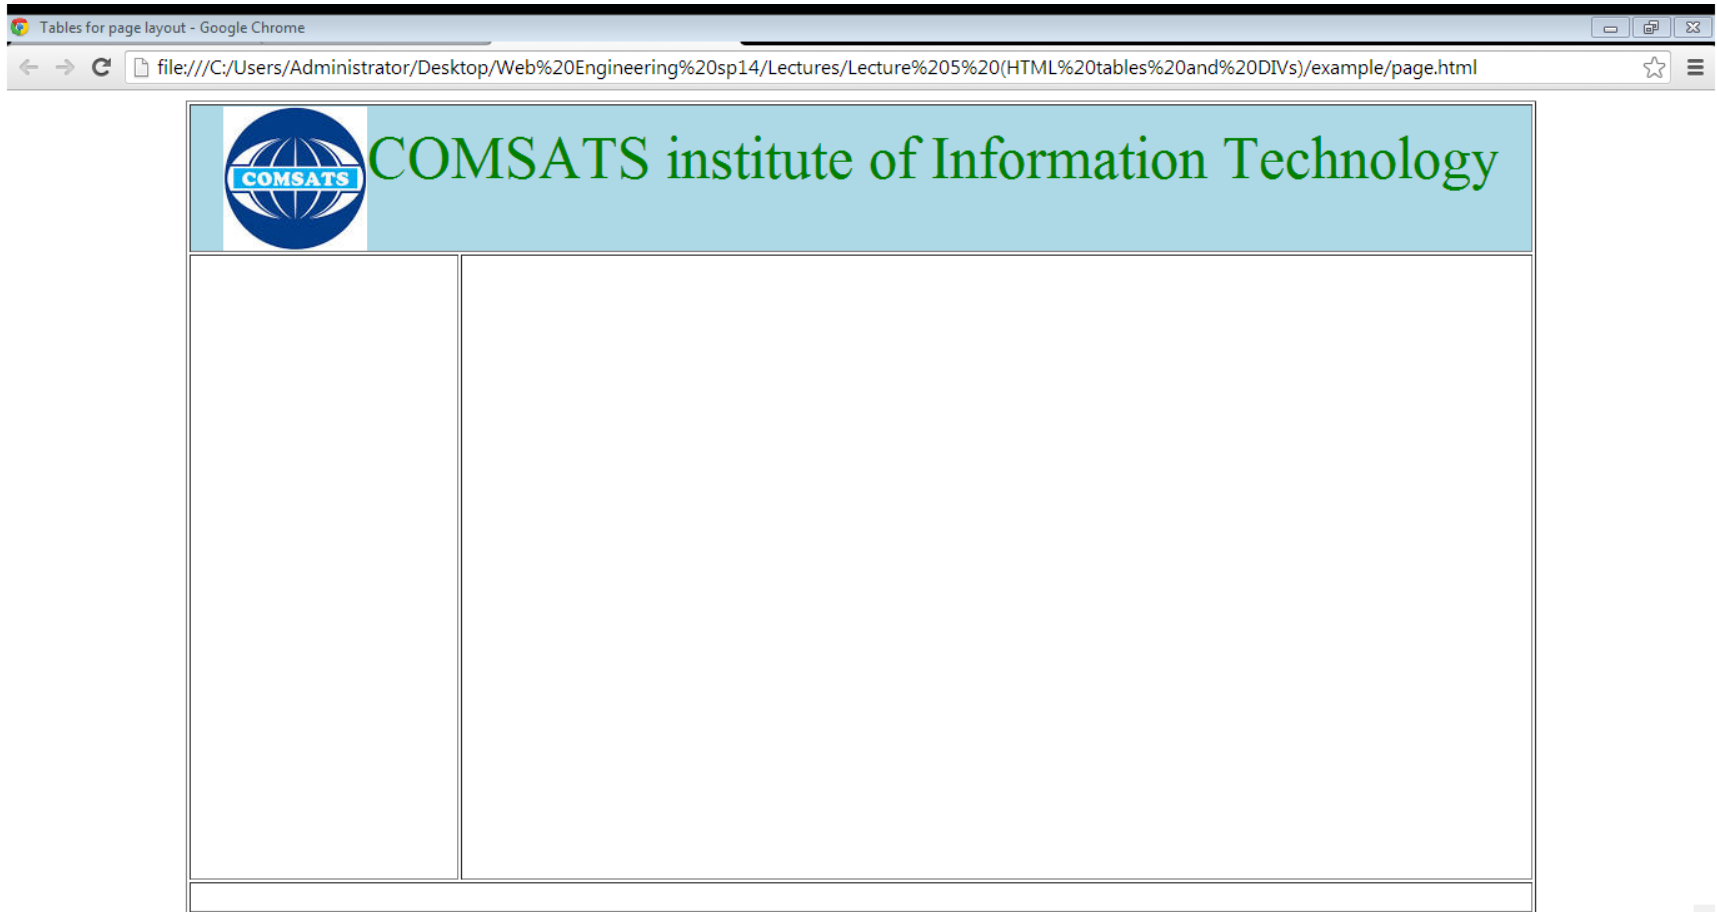 Tables for page layout - Google Chrome
file:///C:/Users/Administrator/Desktop/Web%20Engineering%20sp14/Lectures/Lecture%205%20(HTML%20tables%20and%20DIVs)/example/page.html
COMSATS
COMSATS institute of Information Technology